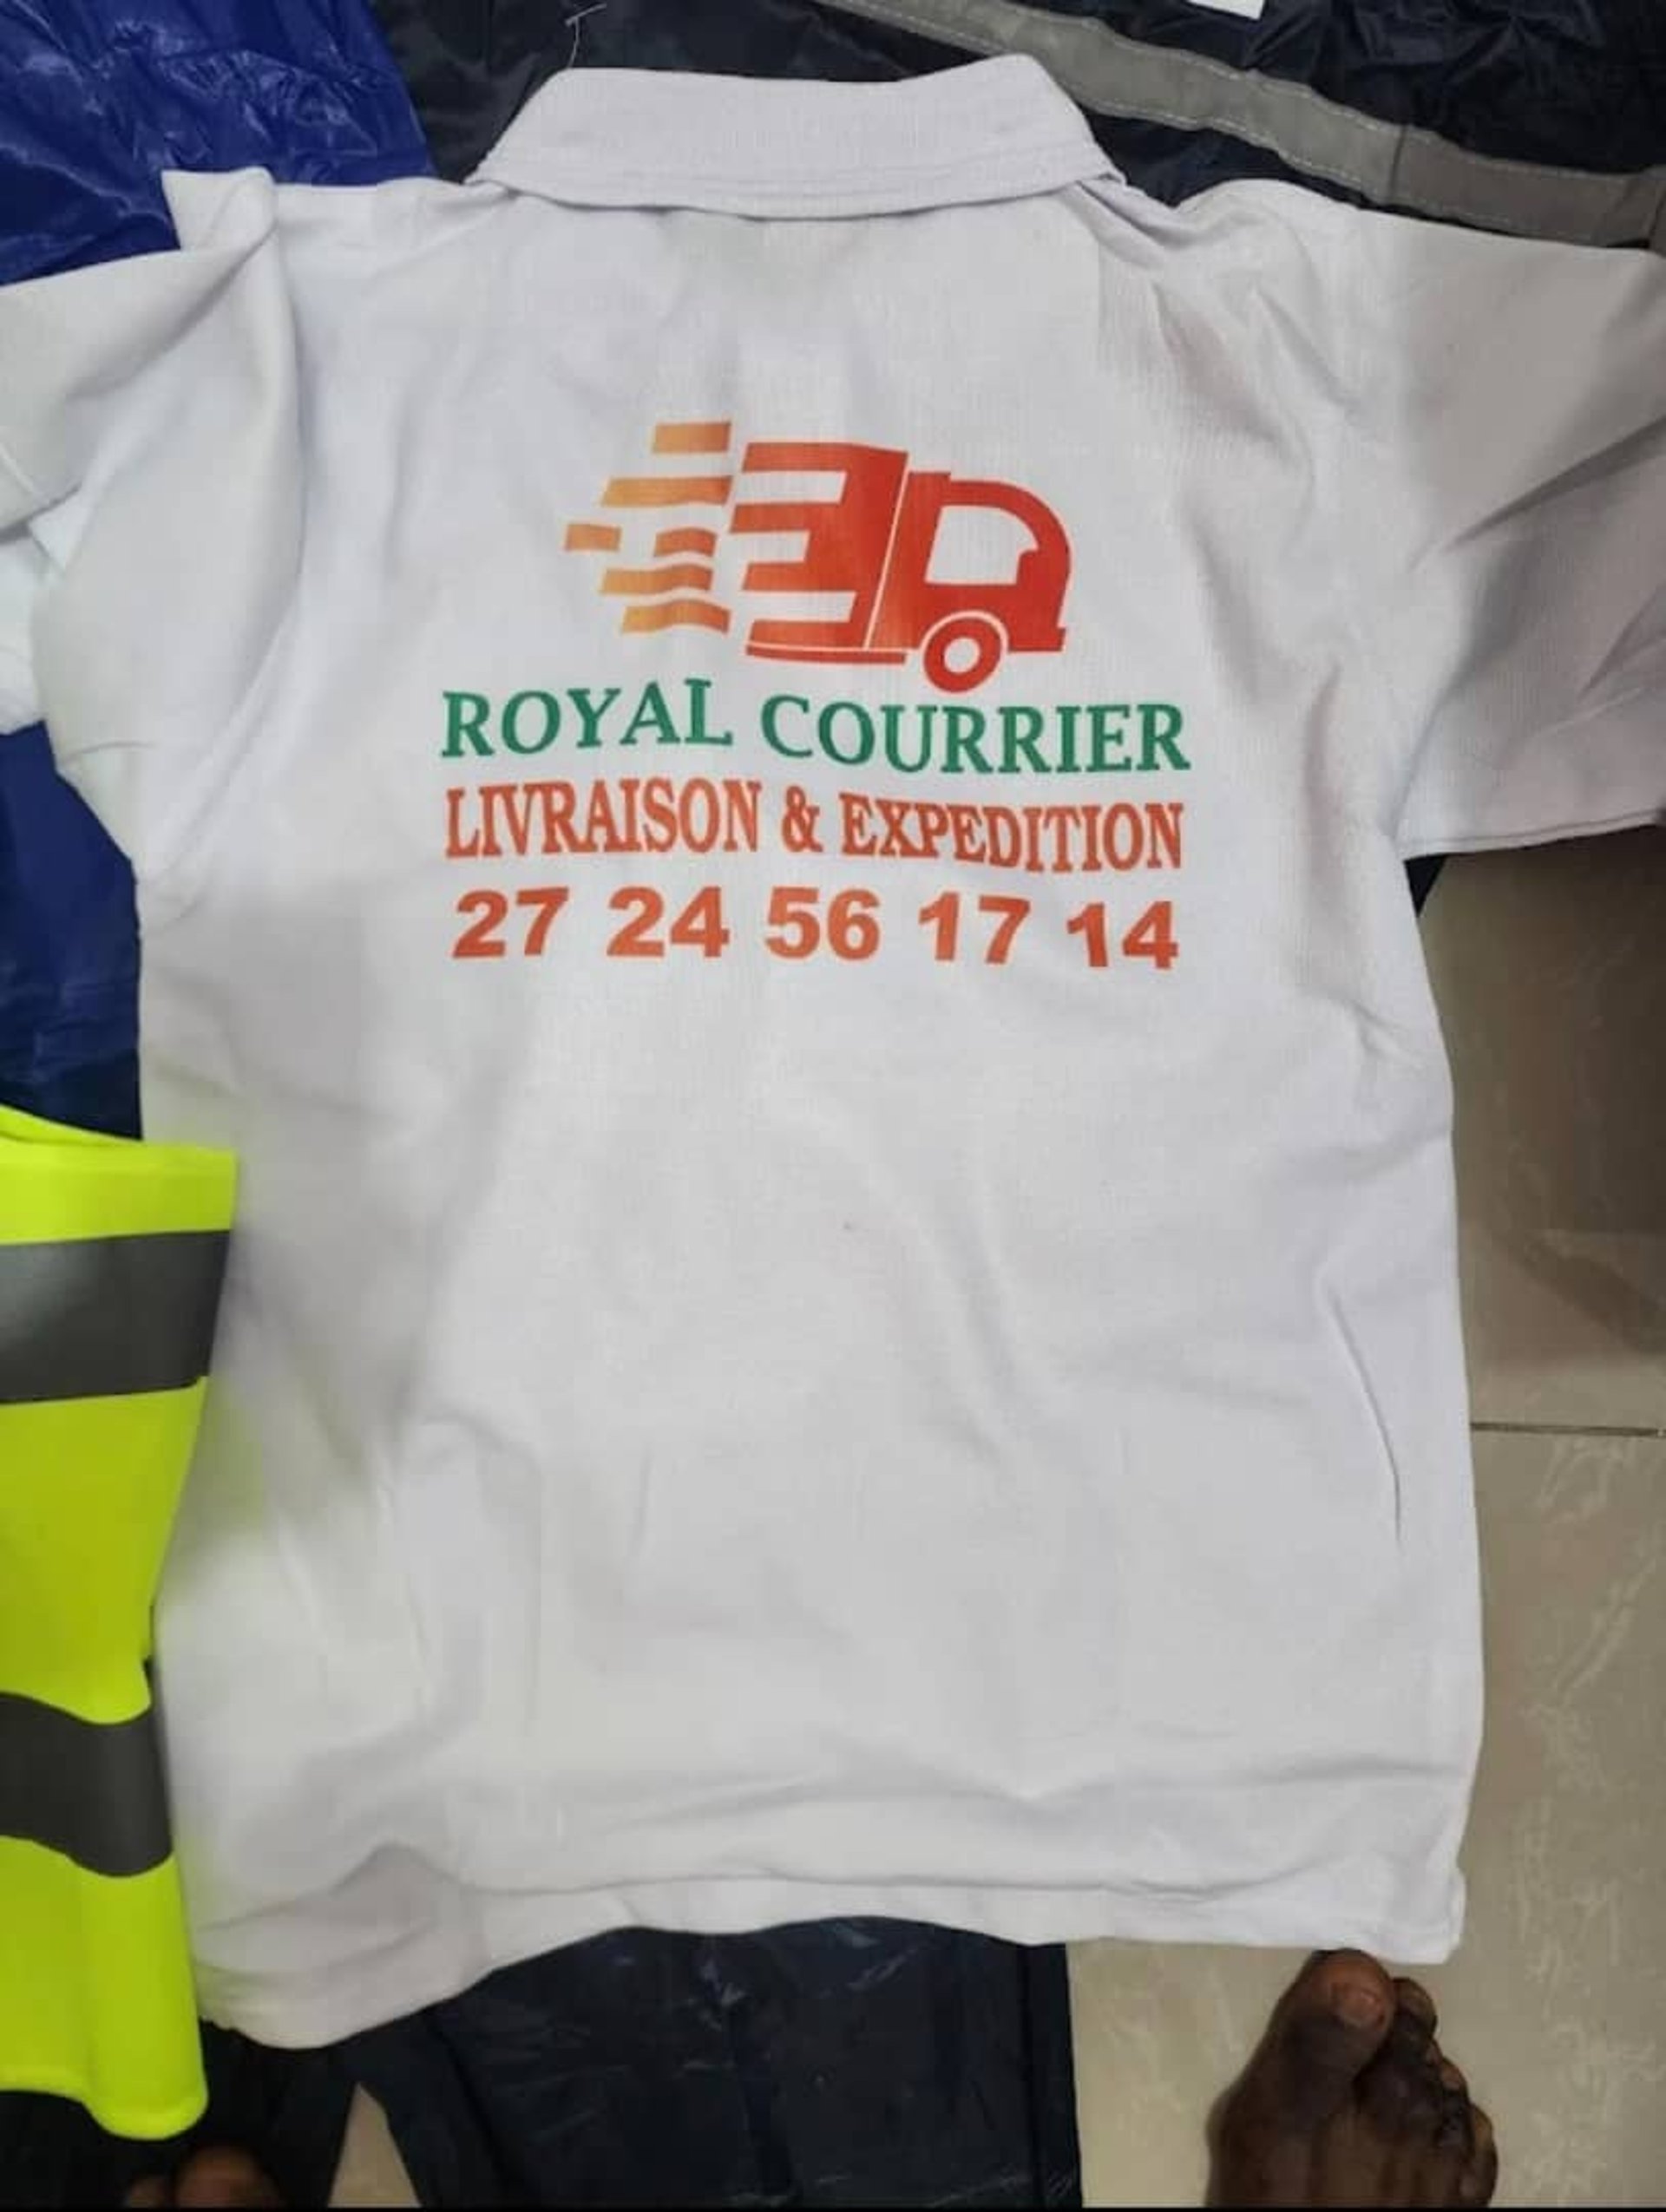 ROYAL COURRIER
LIVRAISON & EXPEDITION
27 24 56 17 14